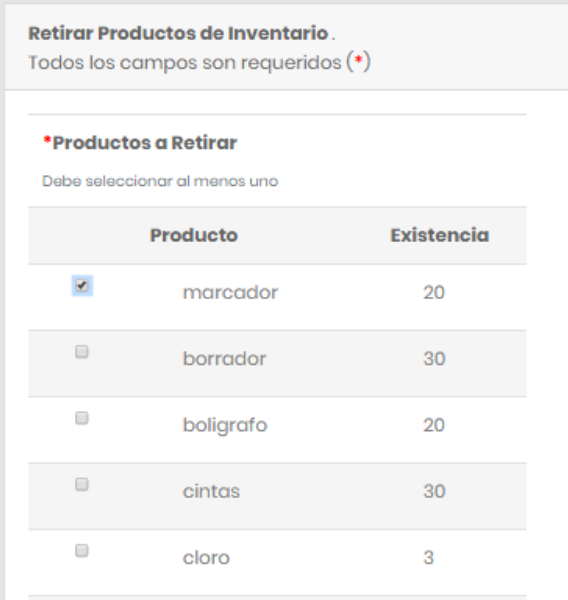 Retirar Productos de Inventario.
Todos los campos son requeridos (*)
*Productos a Retirar
Debe seleccionar al menos uno
Producto Existencia
marcador 20
borrador 30
boligrafo 20
cintas 30
cloro 3